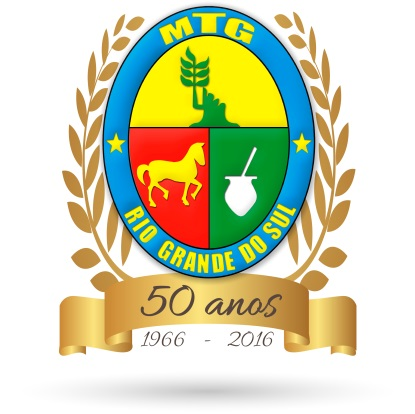 MTG
RIO GRANDE DO SUL
50 anos
1966 - 2016